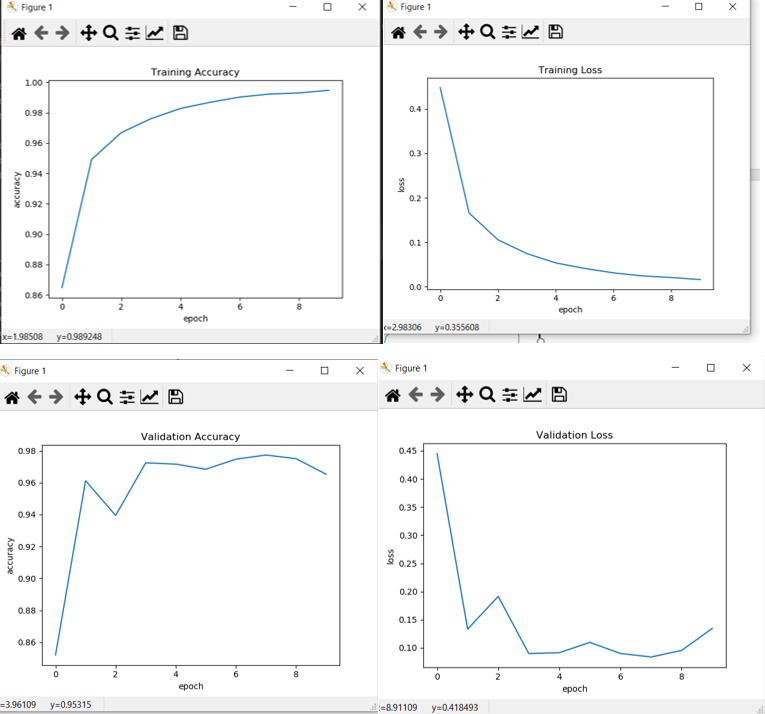 Figure 1
Training Accuracy
1.00
0.98
0.96
0.94
0.92
0.90
0.88
0.86
accuracy
0 2 4 6 8
epoch
x=1.98508 y=0.989248
Figure 1
Training Loss
0.4
0.3
0.2
0.1
0.0
loss
0 2 4 6 8
epoch
x=2.98306 y=0.355608
Figure 1
Validation Accuracy
0.98
0.96
0.94
0.92
0.90
0.88
0.86
accuracy
0 2 4 6 8
epoch
=3.96109 y=0.95315
Figure 1
Validation Loss
0.45
0.40
0.35
0.30
0.25
0.20
0.15
0.10
loss
0 2 4 6 8
epoch
=8.91109 y=0.418493